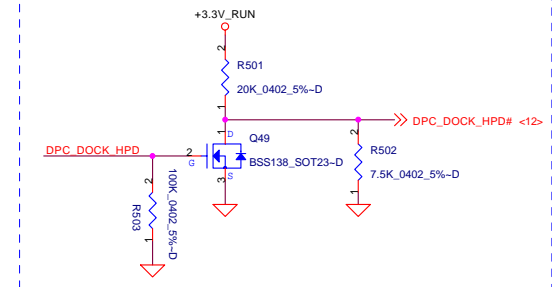 +3.3V_RUN
2
R501
20K_0402_5%~D
1
DPC_DOCK_HPD# <12>
1
D
Q49
2
DPC_DOCK_HPD
2
G
BSS138_SOT23~D
R502
7.5K_0402_5%~D
S
3
2
100K_0402_5%~D
R503
1
1